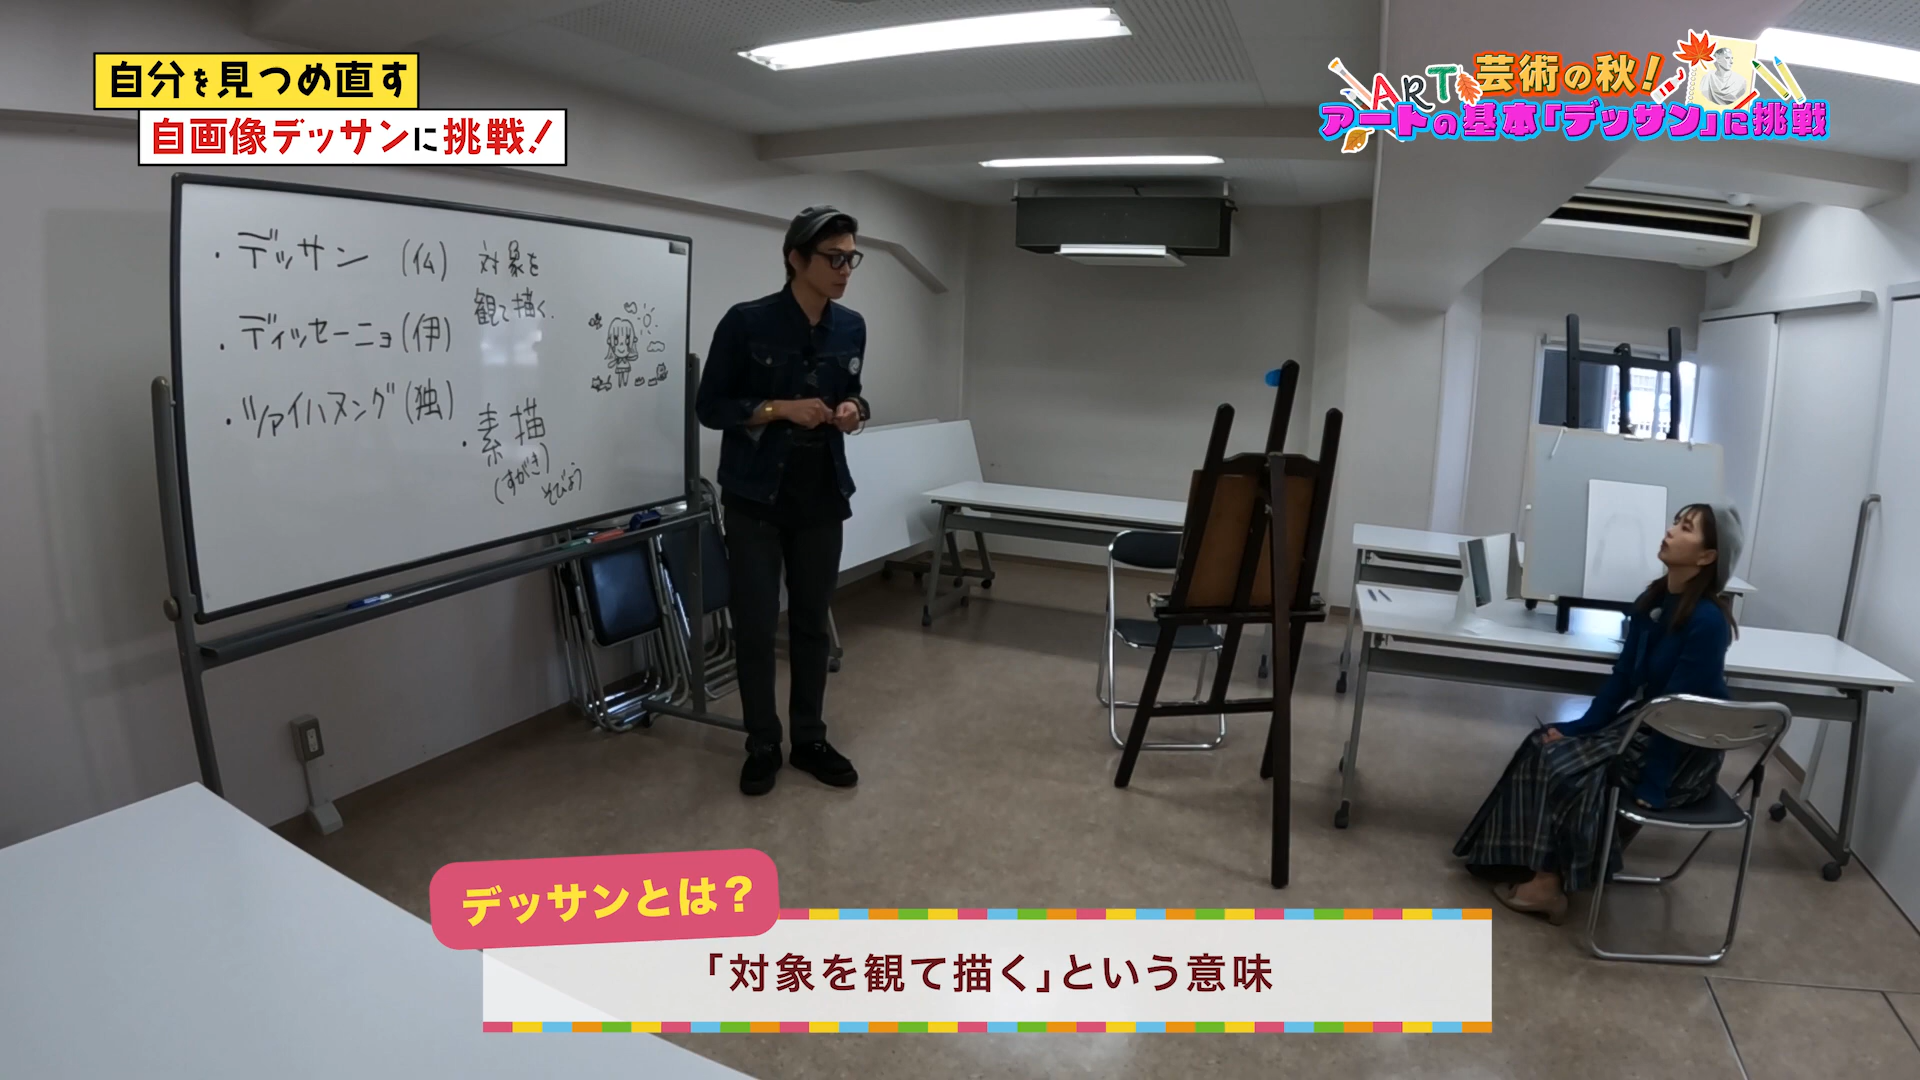 自分を見つめ直す
自画像デッサンに挑戦!
ART 芸術の秋!
アートの基本「デッサン」に挑戦
・デッサン (仏)
・ディッセーニョ(伊)
・ツァイハヌング(独)
対象を
観て描く.
・素描
(すがき)
そびょう
デッサンとは?
「対象を観て描く」という意味